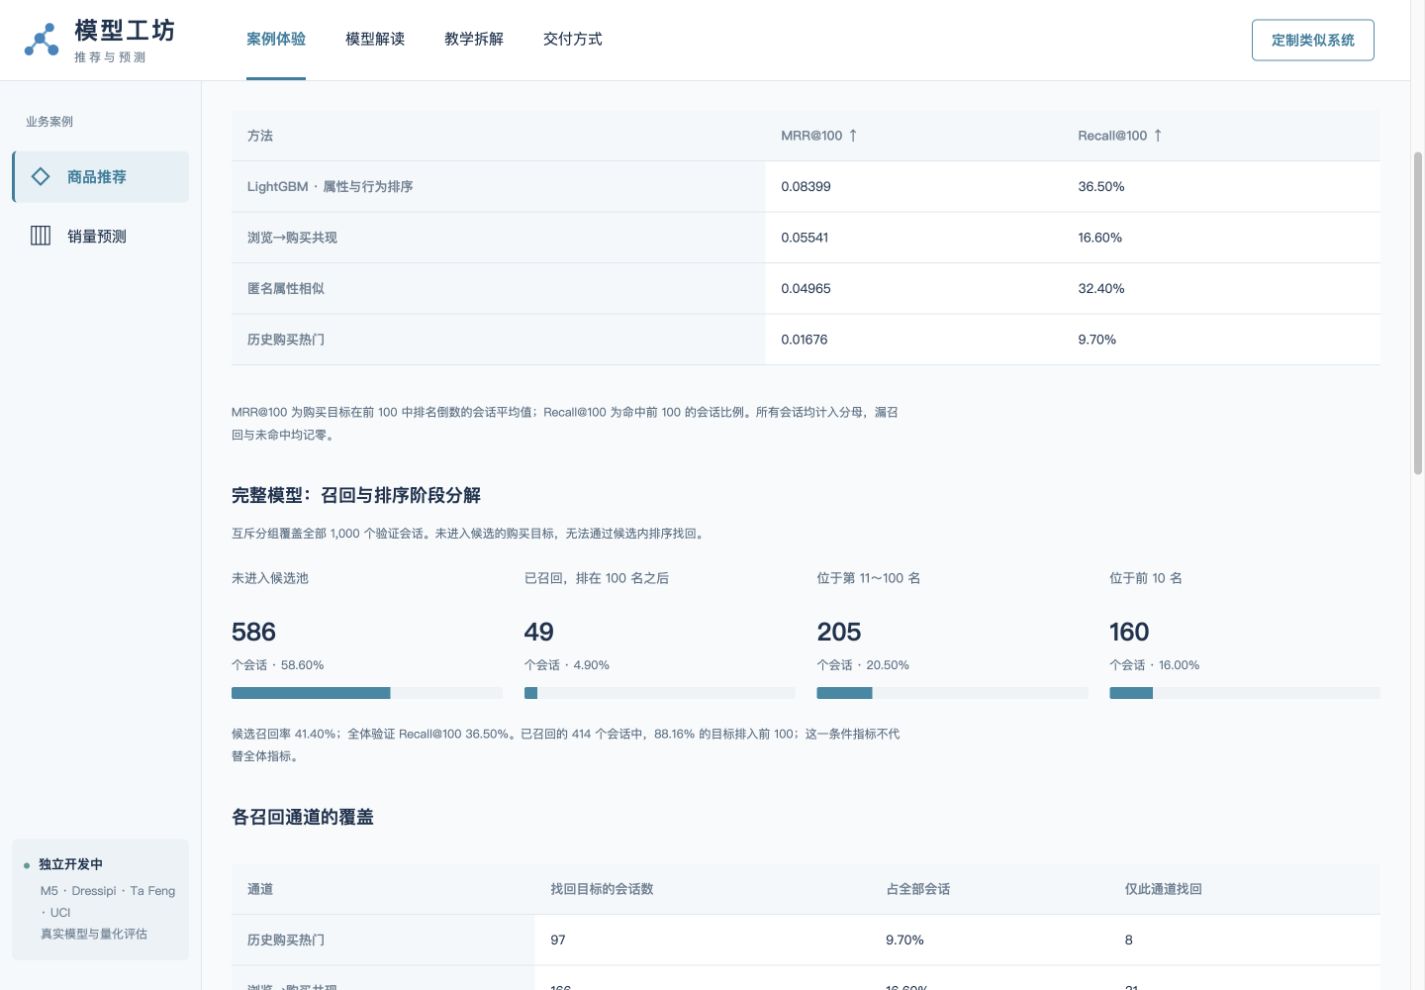 模型工坊
推荐与预测
案例体验
模型解读
教学拆解
交付方式
定制类似系统
业务案例
商品推荐
销量预测
独立开发中
M5 · Dressipi · Ta Feng
· UCI
真实模型与量化评估
方法 MRR@100 ↑ Recall@100 ↑
LightGBM · 属性与行为排序 0.08399 36.50%
浏览→购买共现 0.05541 16.60%
匿名属性相似 0.04965 32.40%
历史购买热门 0.01676 9.70%
MRR@100 为购买目标在前 100 中排名倒数的会话平均值；Recall@100 为命中前 100 的会话比例。所有会话均计入分母，漏召
回与未命中均记零。
完整模型：召回与排序阶段分解
互斥分组覆盖全部 1,000 个验证会话。未进入候选的购买目标，无法通过候选内排序找回。
未进入候选池
586
个会话 · 58.60%
已召回，排在 100 名之后
49
个会话 · 4.90%
位于第 11～100 名
205
个会话 · 20.50%
位于前 10 名
160
个会话 · 16.00%
候选召回率 41.40%；全体验证 Recall@100 36.50%。已召回的 414 个会话中，88.16% 的目标排入前 100；这一条件指标不代
替全体指标。
各召回通道的覆盖
通道 找回目标的会话数 占全部会话 仅此通道找回
历史购买热门 97 9.70% 8
浏览→购买共现 166 16.60%